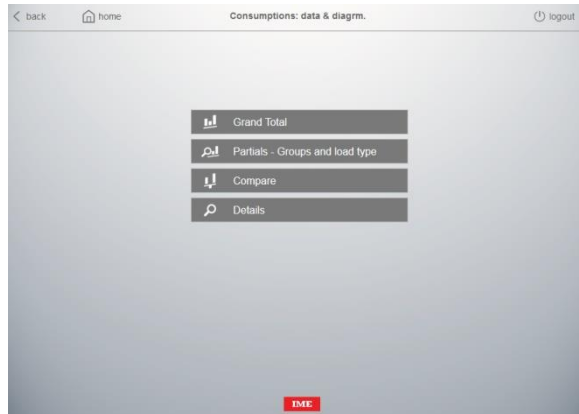 back
home
Consumptions: data & diagrm.
logout
Grand Total
Partials - Groups and load type
Compare
Details
IME